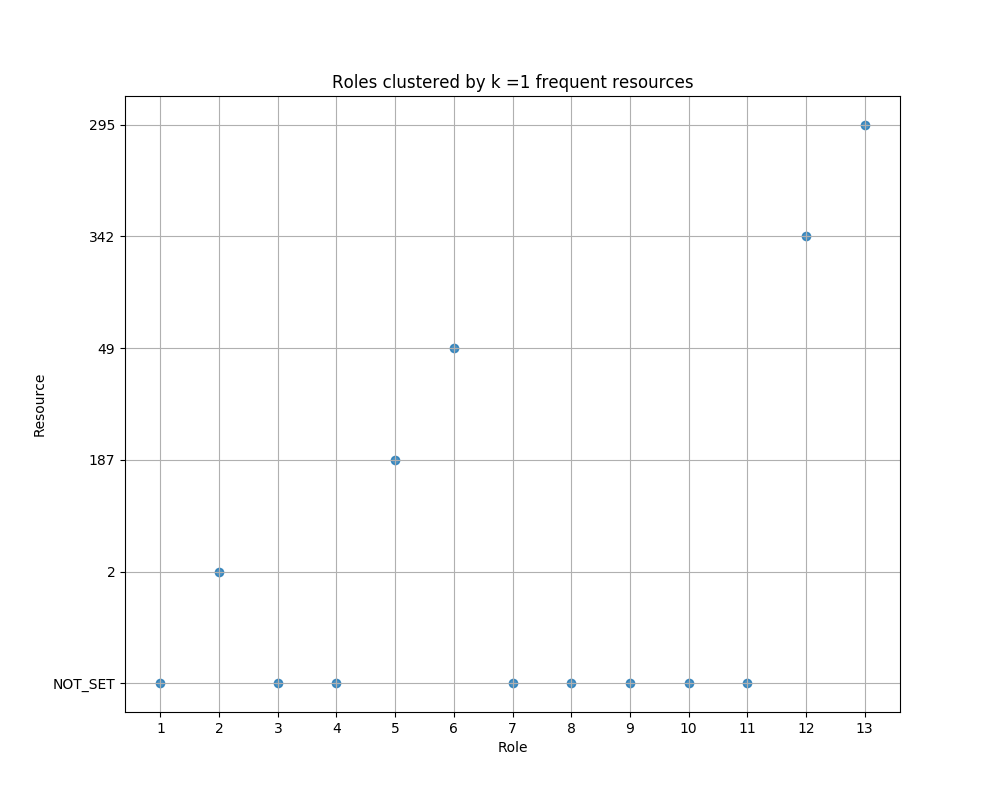 Roles clustered by k =1 frequent resources
295
342
49
187
2
NOT_SET
Resource
1 2 3 4 5 6 7 8 9 10 11 12 13
Role